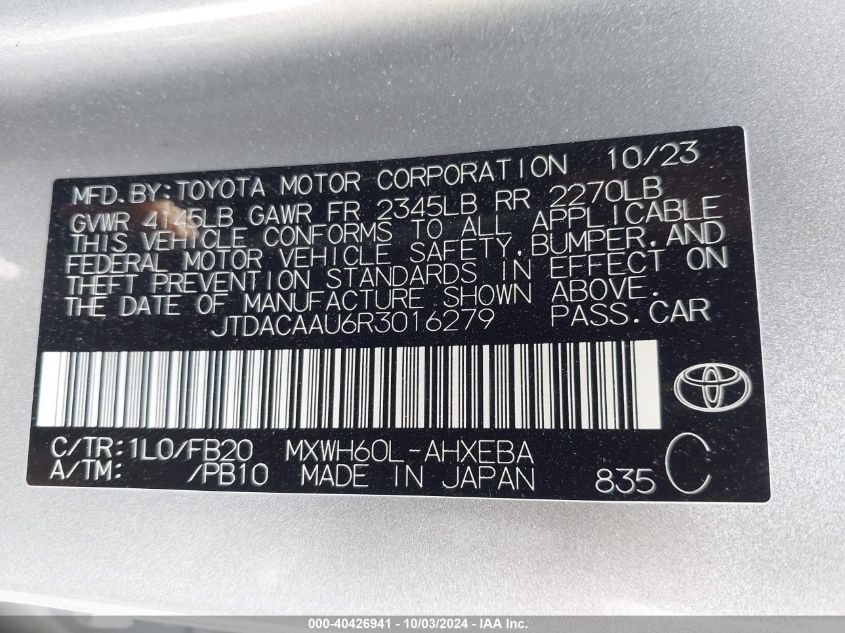 MFD.BY:TOYOTA MOTOR CORPORATION 10/23
GVWR 4145LB GAWR FR 2345LB RR 2270LB
THIS VEHICLE CONFORMS TO ALL APPLICABLE
FEDERAL MOTOR VEHICLE SAFETY,BUMPER,AND
THEFT PREVENTION STANDARDS IN EFFECT ON
THE DATE OF MANUFACTURE SHOWN ABOVE.
JTDACAAU6R3016279 PASS.CAR
C/TR:1L0/FB20 MXWH60L-AHXEBA
A/TM: /PB10 MADE IN JAPAN 835 C
000-40426941 - 10/03/2024 - IAA Inc.